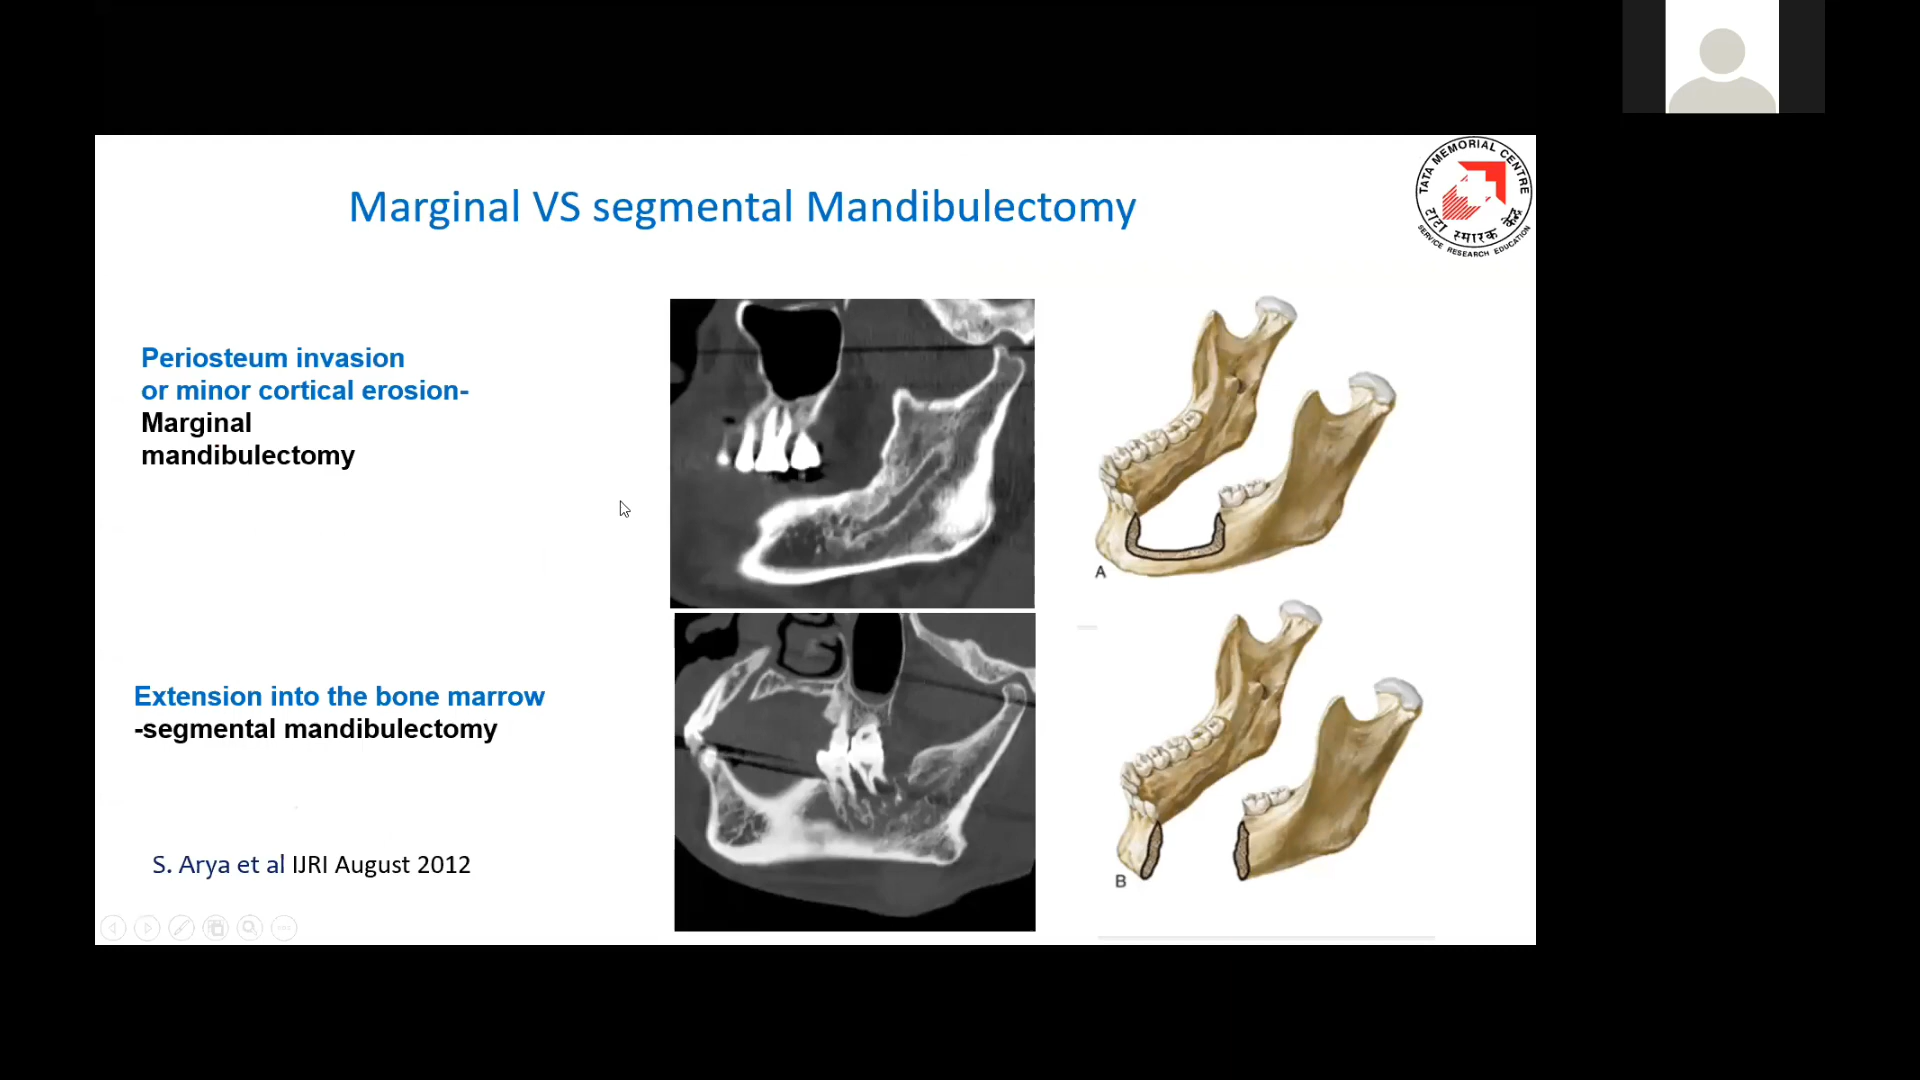 Marginal VS segmental Mandibulectomy
TATA MEMORIAL CENTRE
टाटा स्मारक केंद्र
SERVICE RESEARCH EDUCATION
Periosteum invasion
or minor cortical erosion-
Marginal
mandibulectomy
A
Extension into the bone marrow
-segmental mandibulectomy
B
S. Arya et al IJRI August 2012